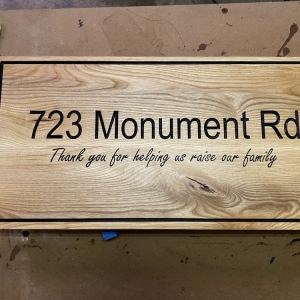 723 Monument Rd
Thank you for helping us raise our family